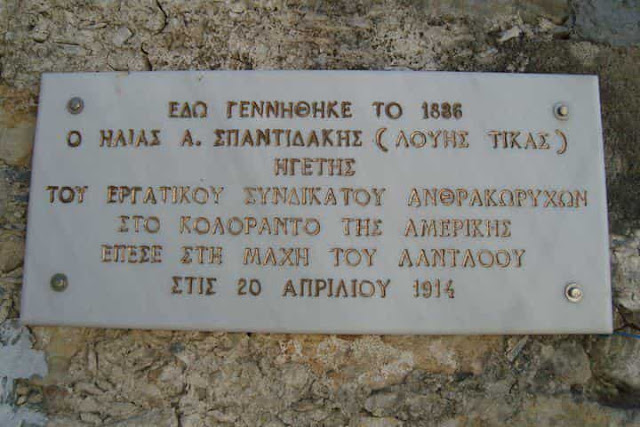 ΕΔΩ ΓΕΝΝΗΘΗΚΕ ΤΟ 1886
Ο ΗΛΙΑΣ Α. ΣΠΑΝΤΙΔΑΚΗΣ (ΛΟΥΗΣ ΤΙΚΑΣ)
ΗΓΕΤΗΣ
ΤΟΥ ΕΡΓΑΤΙΚΟΥ ΣΥΝΔΙΚΑΤΟΥ ΑΝΘΡΑΚΩΡΥΧΩΝ
ΣΤΟ ΚΟΛΟΡΑΝΤΟ ΤΗΣ ΑΜΕΡΙΚΗΣ
ΕΠΕΣΕ ΣΤΗ ΜΑΧΗ ΤΟΥ ΛΑΝΤΛΟΟΥ
ΣΤΙΣ 20 ΑΠΡΙΛΙΟΥ 1914